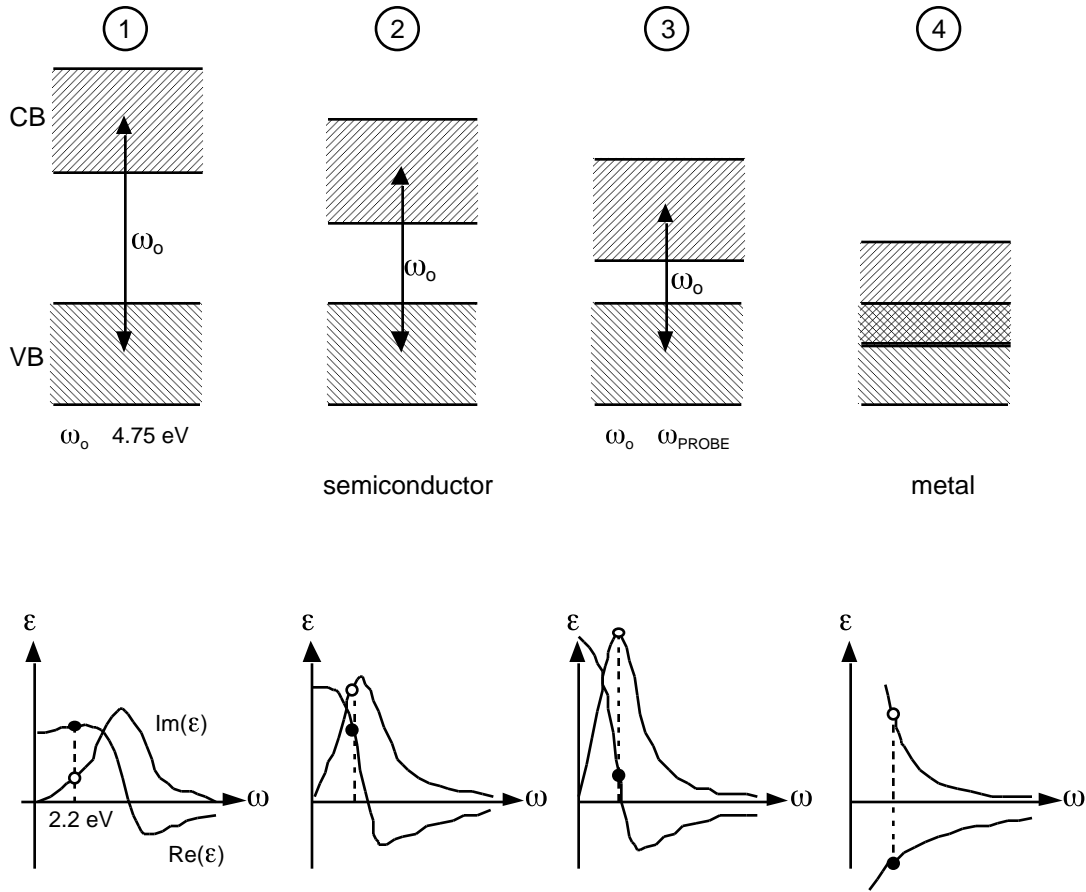 1 2 3 4
CB
ωo
ωo
ωo
VB
ωo 4.75 eV
ωo ωPROBE
semiconductor
metal
ε ε ε ε
Im(ε)
ω ω ω ω
2.2 eV
Re(ε)